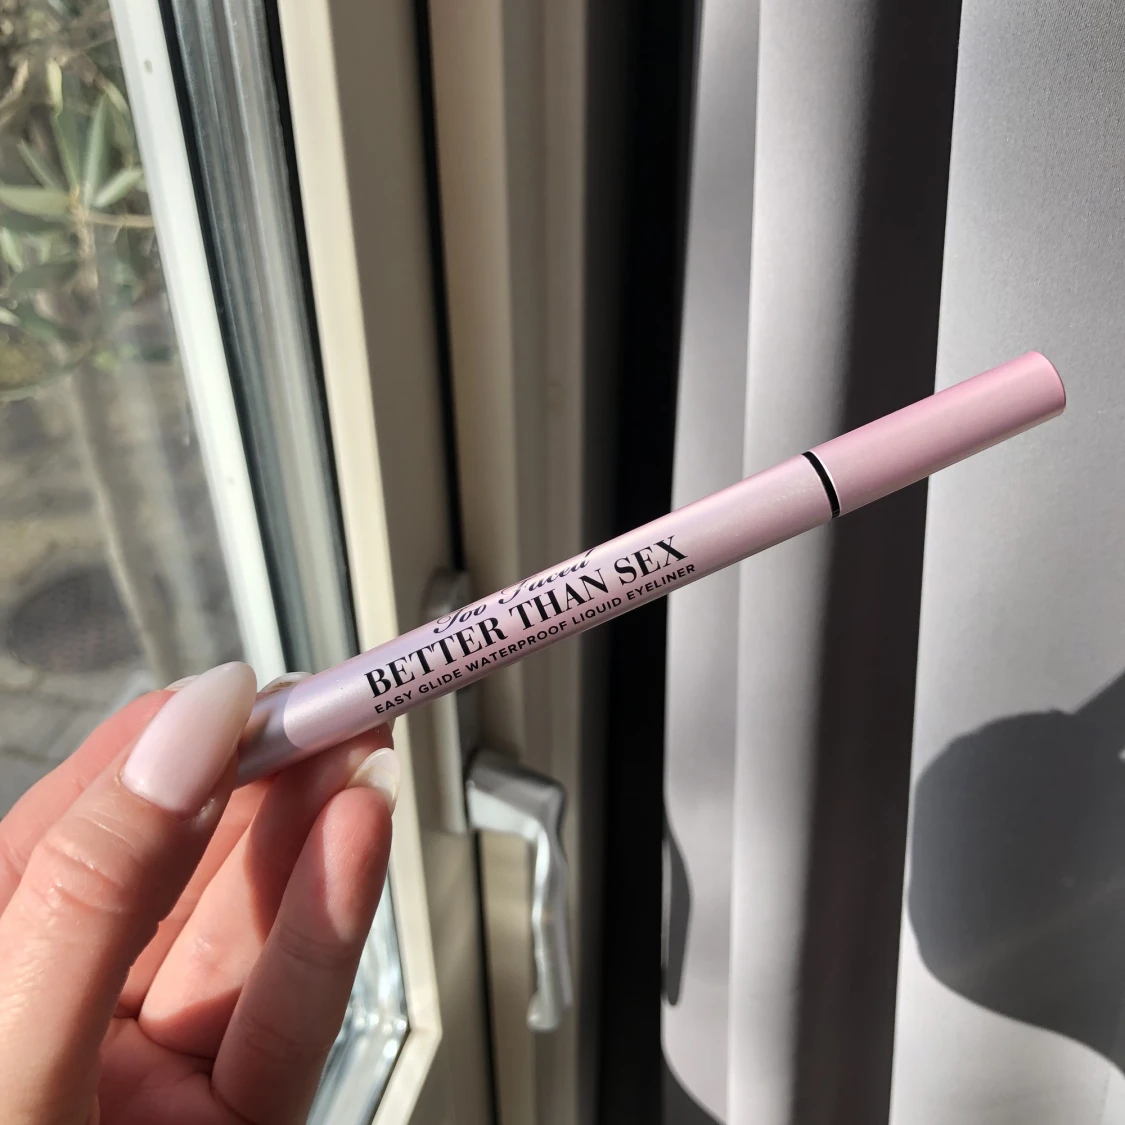 Too Faced
BETTER THAN SEX
EASY GLIDE WATERPROOF LIQUID EYELINER